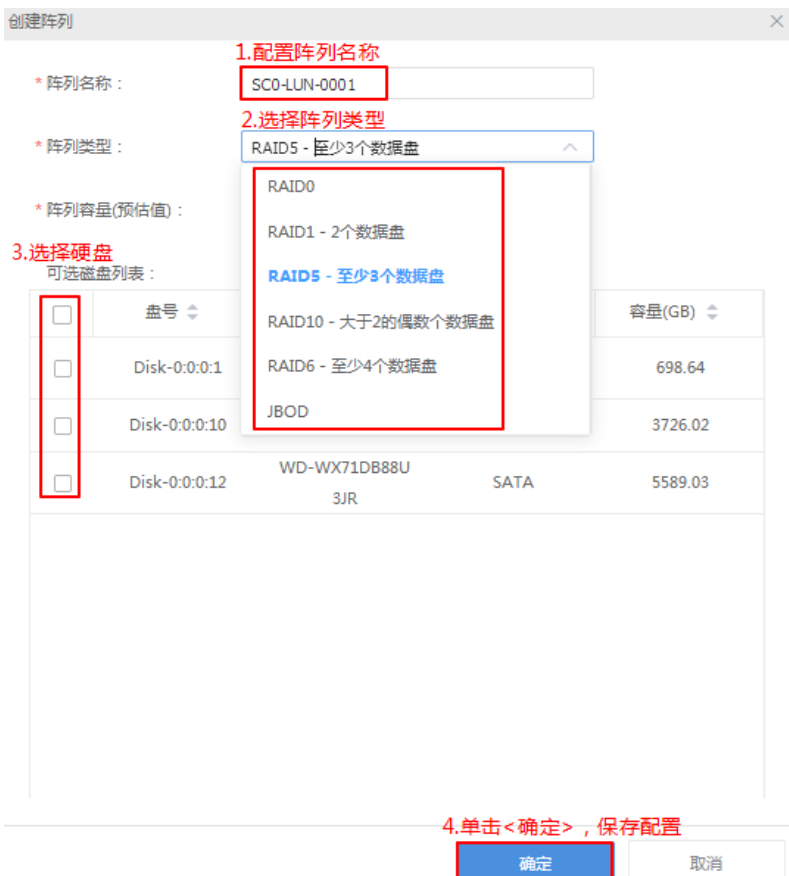 创建阵列
1.配置阵列名称
* 阵列名称：
SC0-LUN-0001
2.选择阵列类型
* 阵列类型：
RAID5 - 至少3个数据盘
RAID0
* 阵列容量(预估值)：
RAID1 - 2个数据盘
3.选择硬盘
可选磁盘列表：
RAID5 - 至少3个数据盘
盘号
RAID10 - 大于2的偶数个数据盘
容量(GB)
Disk-0:0:0:1
RAID6 - 至少4个数据盘
698.64
JBOD
Disk-0:0:0:10
3726.02
Disk-0:0:0:12
WD-WX71DB88U
3JR
SATA
5589.03
4.单击<确定>，保存配置
确定
取消